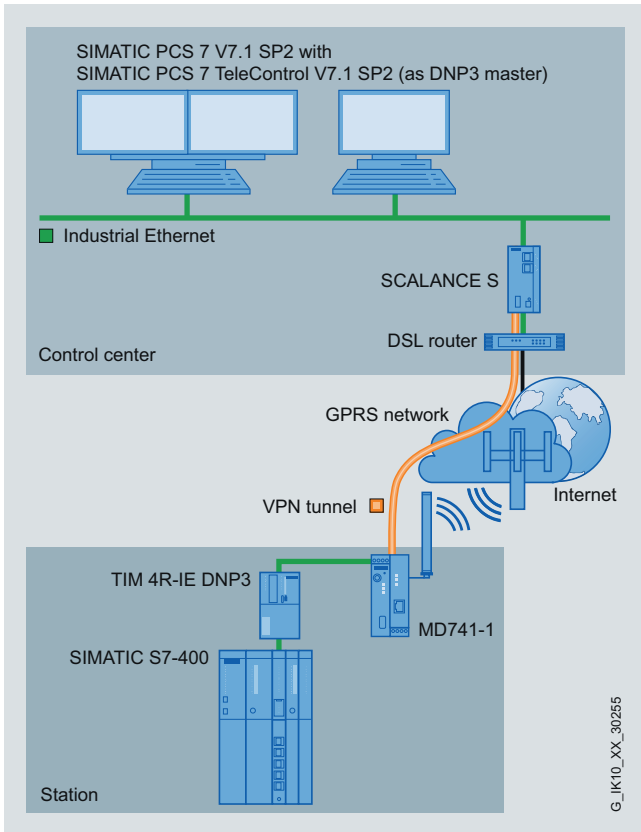 SIMATIC PCS 7 V7.1 SP2 with
SIMATIC PCS 7 TeleControl V7.1 SP2 (as DNP3 master)
Industrial Ethernet
SCALANCE S
DSL router
Control center
GPRS network
Internet
VPN tunnel
TIM 4R-IE DNP3
MD741-1
SIMATIC S7-400
Station
G_IK10_XX_30255